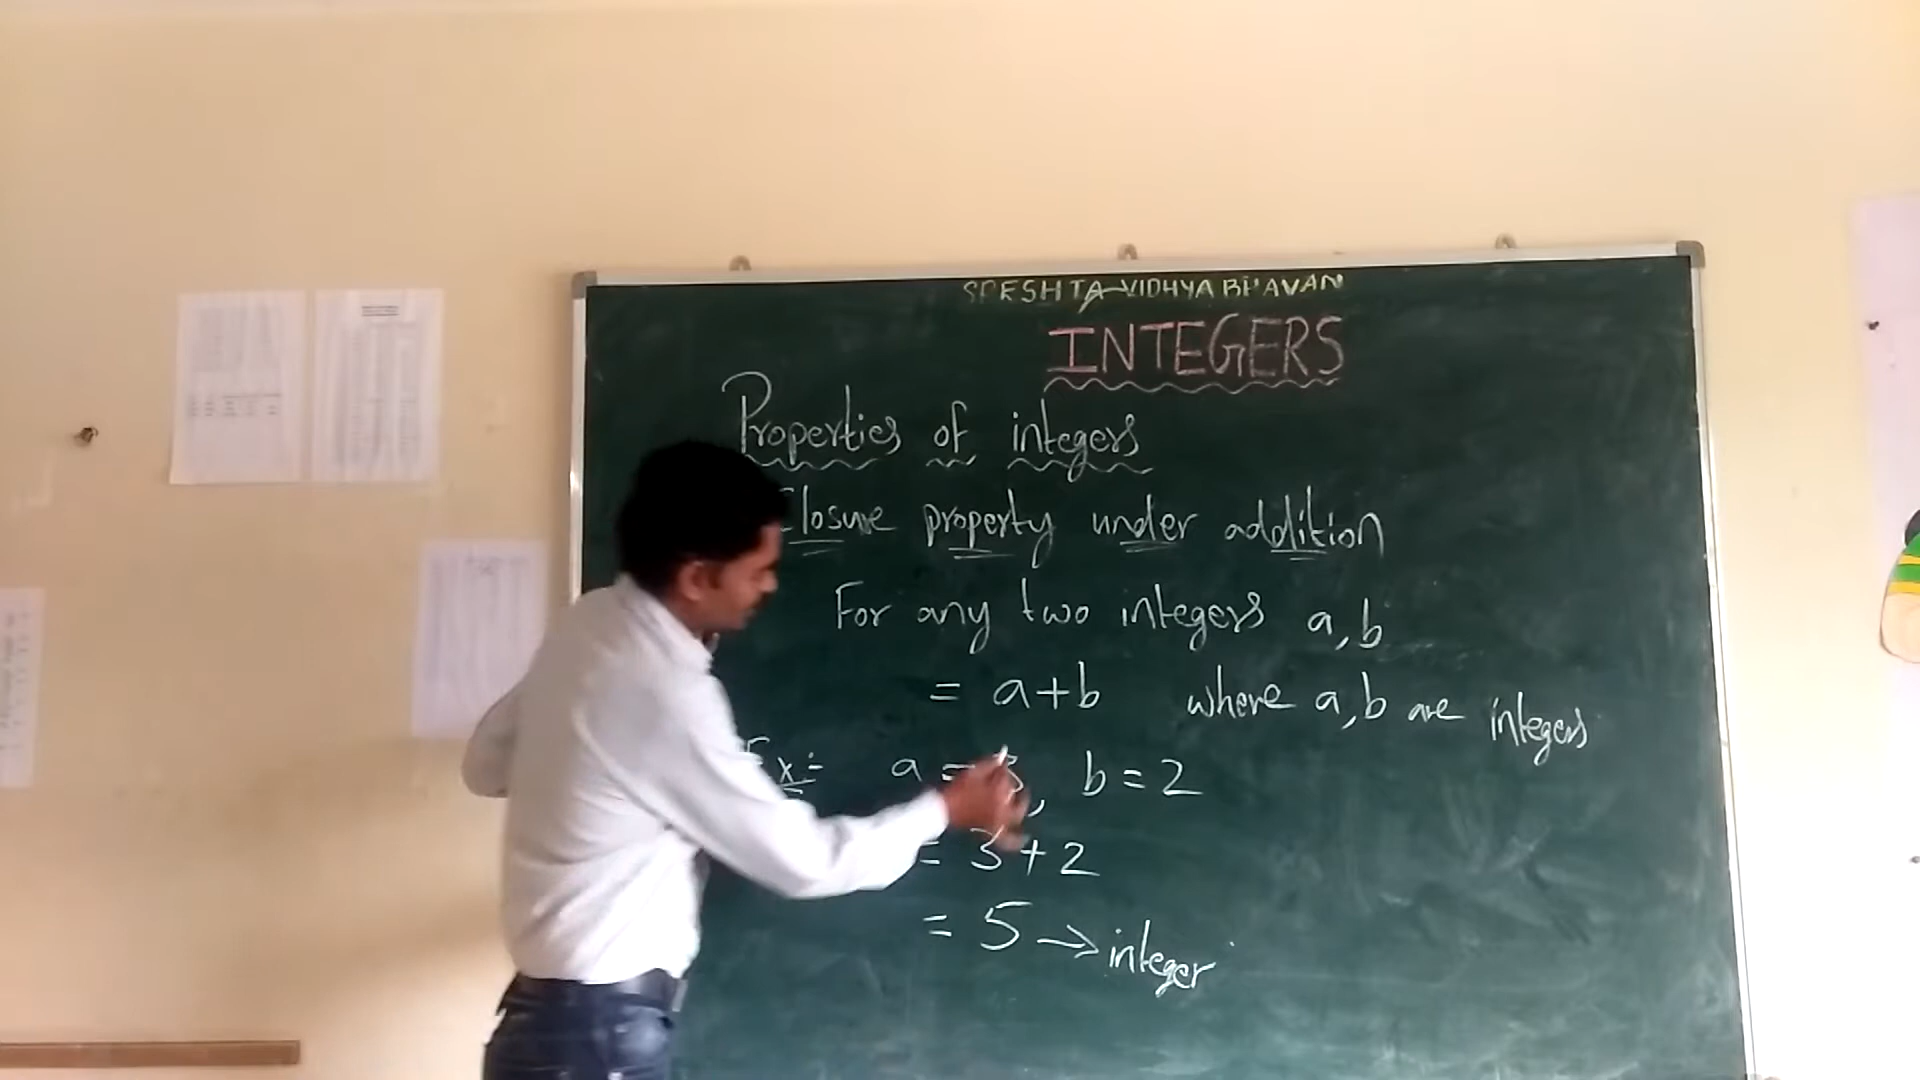 SRESHTA VIDHYA BHAVAN
INTEGERS
Properties of integers
Closure property under addition
For any two integers a,b
= a+b where a,b are integers
Ex:- a = 3, b = 2
= 3+2
= 5 → integer